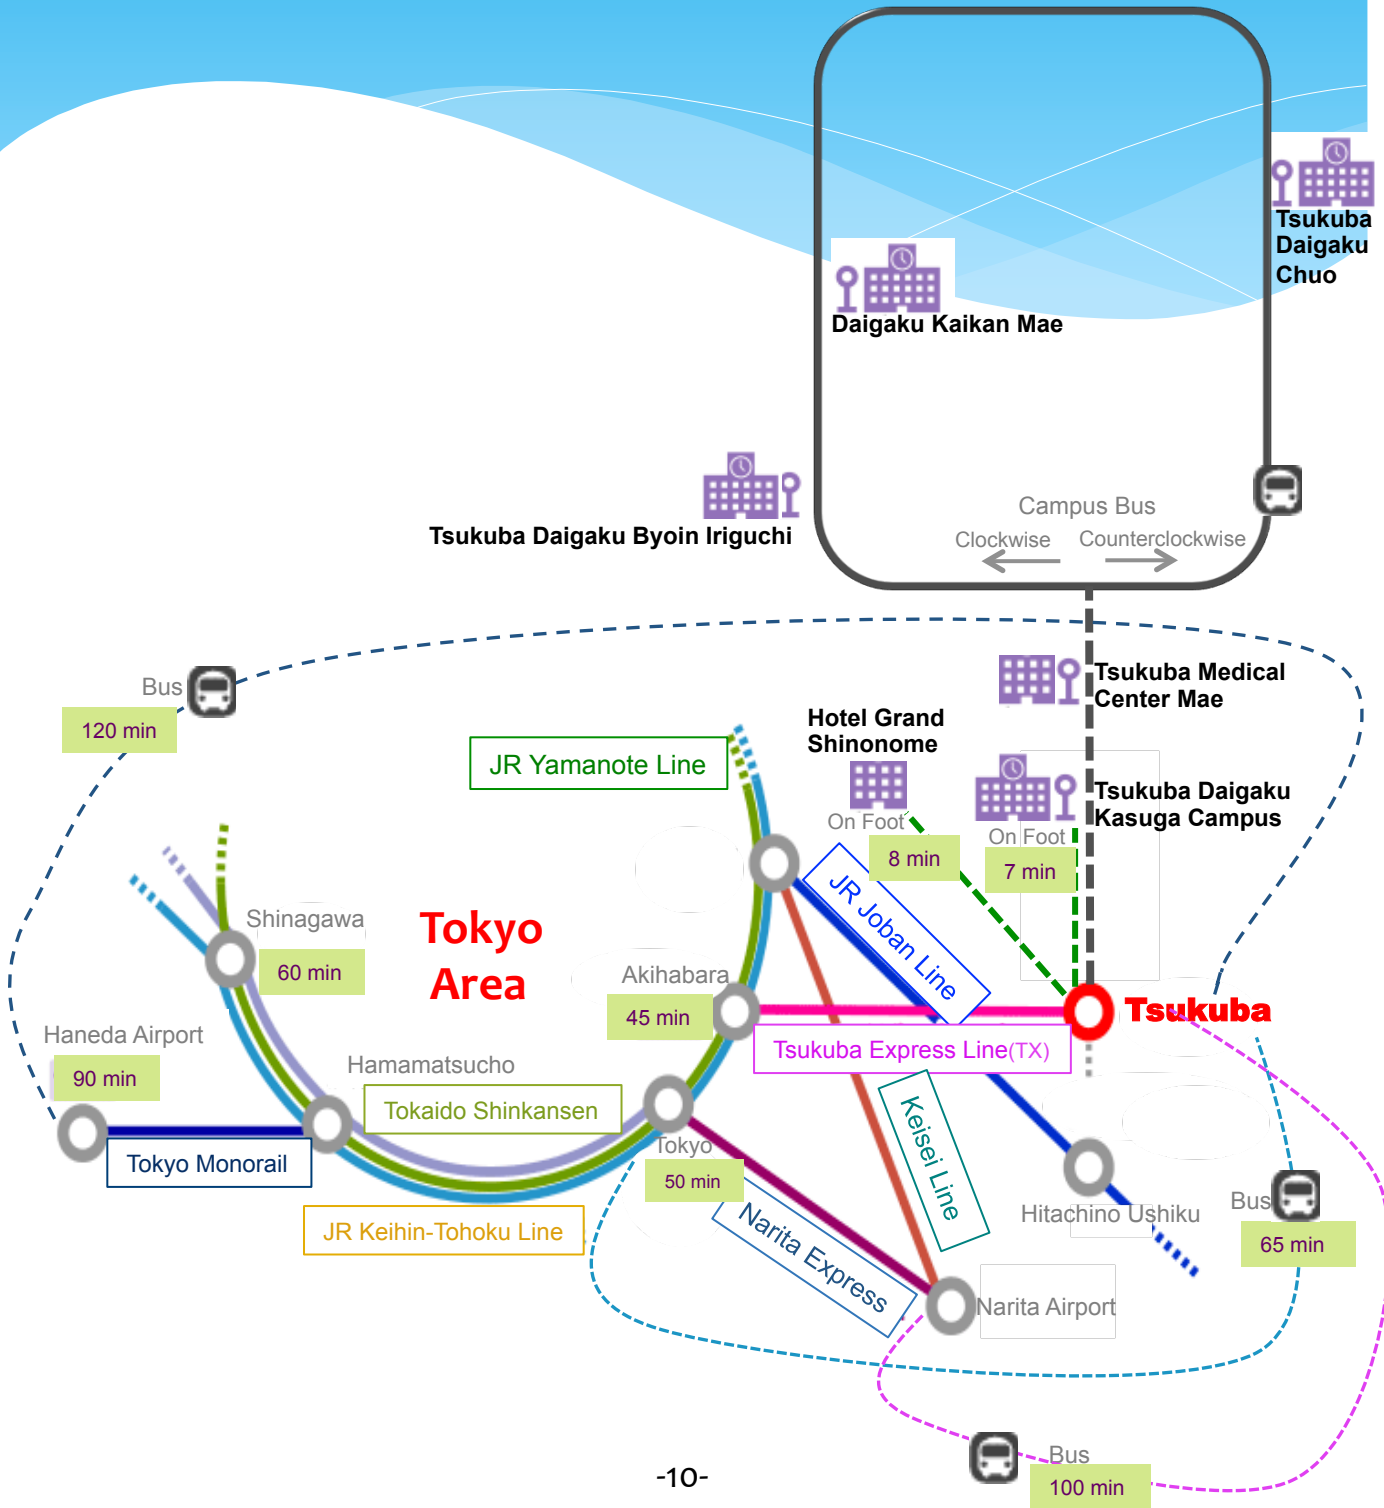 Tsukuba
Daigaku
Chuo
Daigaku Kaikan Mae
Tsukuba Daigaku Byoin Iriguchi
Campus Bus
Clockwise
Counterclockwise
Bus
120 min
Tsukuba Medical
Center Mae
Hotel Grand
Shinonome
JR Yamanote Line
Tsukuba Daigaku
Kasuga Campus
On Foot
8 min
On Foot
7 min
JR Joban Line
Shinagawa
60 min
Tokyo
Area
Akihabara
45 min
Tsukuba
Tsukuba Express Line(TX)
Haneda Airport
90 min
Hamamatsucho
Tokaido Shinkansen
Tokyo Monorail
Tokyo
50 min
Keisei Line
JR Keihin-Tohoku Line
Narita Express
Hitachino Ushiku
Bus
65 min
Narita Airport
Bus
100 min
-10-